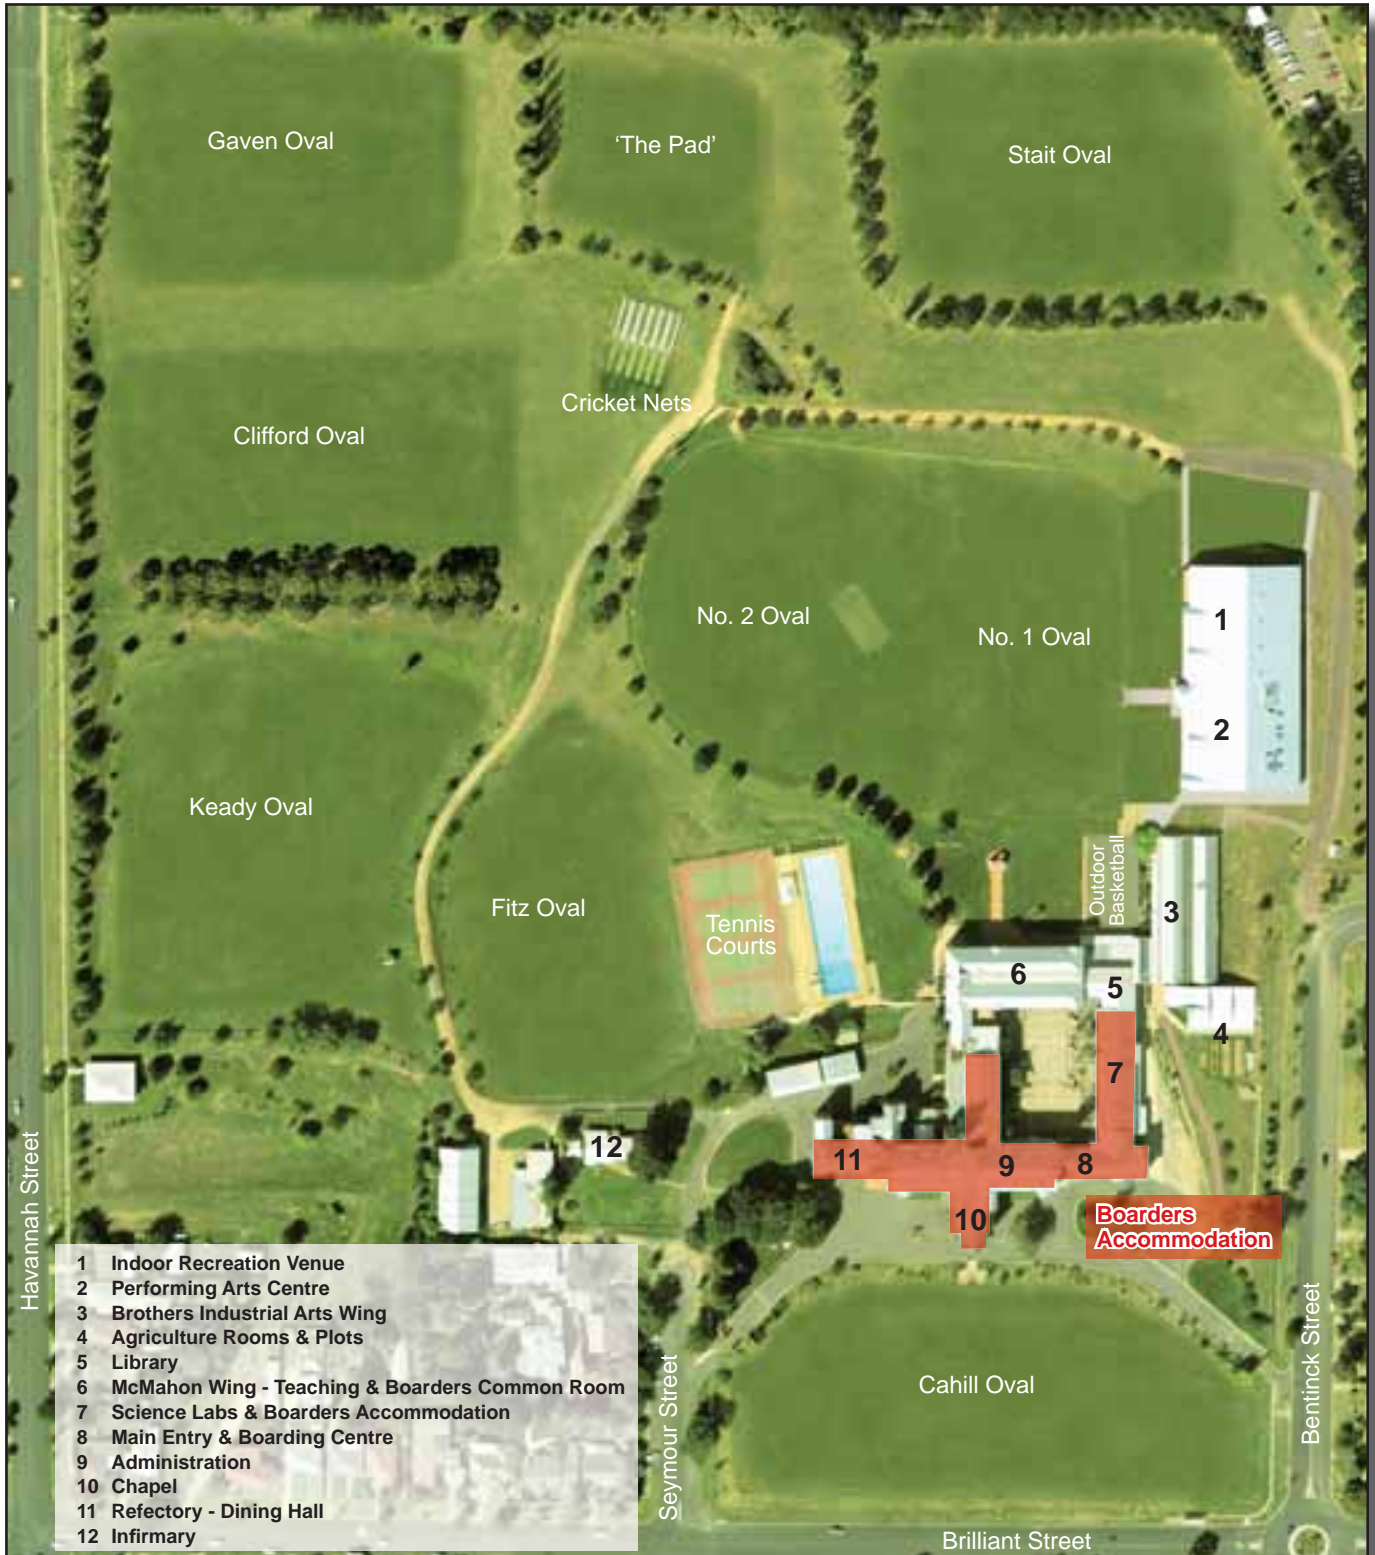 Gaven Oval
‘The Pad’
Stait Oval
Cricket Nets
Clifford Oval
No. 2 Oval
No. 1 Oval
1
2
Keady Oval
Fitz Oval
Tennis
Courts
Outdoor
Basketball
3
6
5
4
7
12
11
9
8
10
Boarders
Accommodation
Havannah Street
Seymour Street
Cahill Oval
Bentinck Street
Brilliant Street
1 Indoor Recreation Venue
2 Performing Arts Centre
3 Brothers Industrial Arts Wing
4 Agriculture Rooms & Plots
5 Library
6 McMahon Wing - Teaching & Boarders Common Room
7 Science Labs & Boarders Accommodation
8 Main Entry & Boarding Centre
9 Administration
10 Chapel
11 Refectory - Dining Hall
12 Infirmary